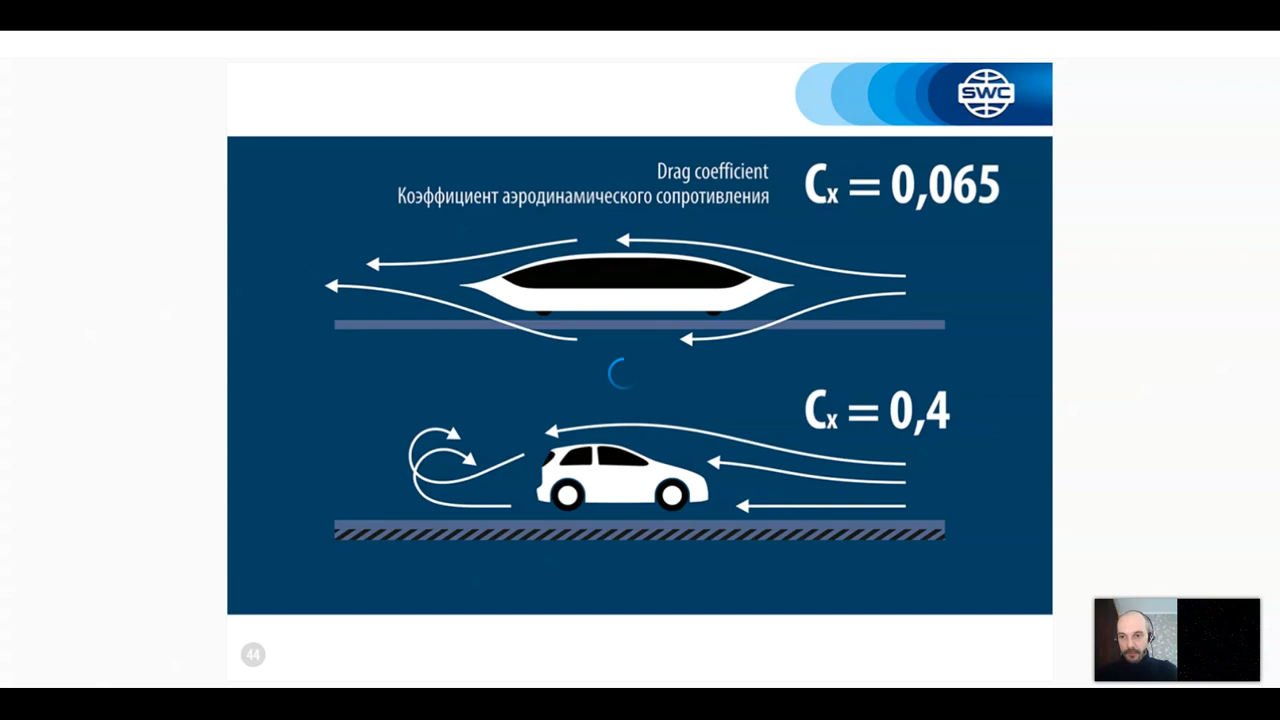 SWC
Drag coefficient
Коэффициент аэродинамического сопротивления
Cx = 0,065
Cx = 0,4
44